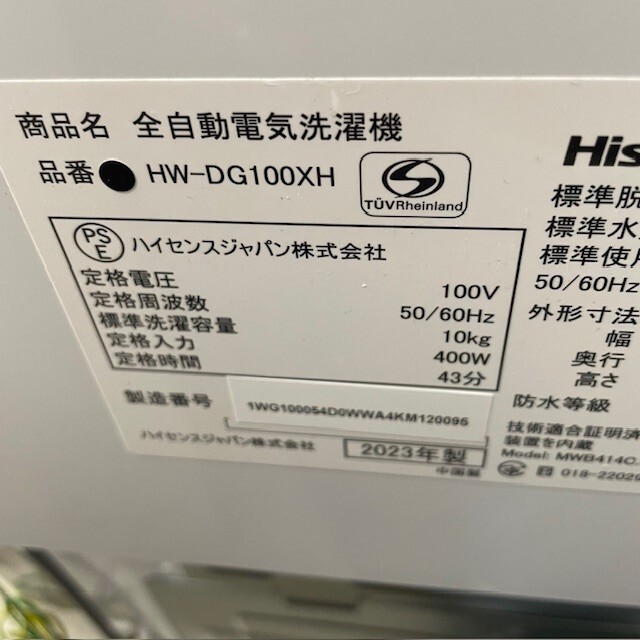 商品名 全自動電気洗濯機
品番 HW-DG100XH
TÜVRheinland
PSE
ハイセンスジャパン株式会社
定格電圧 100V
定格周波数 50/60Hz
標準洗濯容量 10kg
定格入力 400W
定格時間 43分
製造番号 1WG100054D0WWA4KM120095
ハイセンスジャパン株式会社 2023年製
中国製
His
標準脱
標準水
標準使用
50/60Hz
外形寸法
幅
奥行
高さ
防水等級
技術適合証明済
装置を内蔵
Model: MWB414C
018-22029